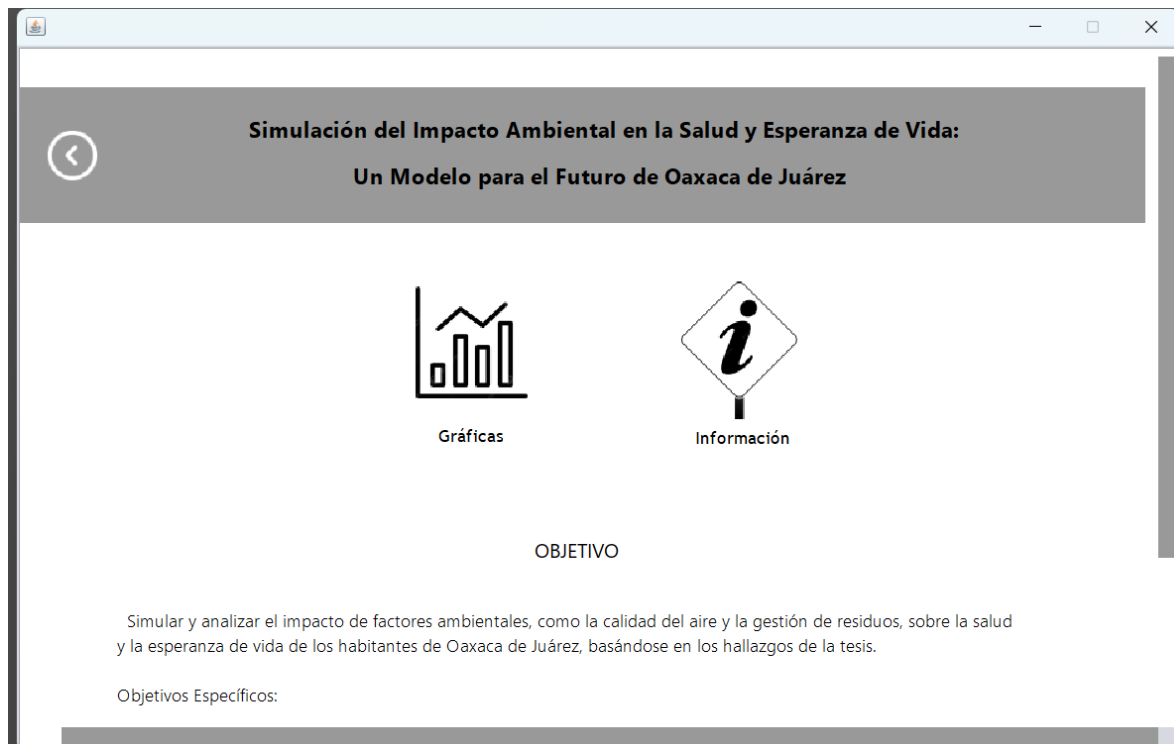 Simulación del Impacto Ambiental en la Salud y Esperanza de Vida:
Un Modelo para el Futuro de Oaxaca de Juárez
Gráficas
Información
OBJETIVO
Simular y analizar el impacto de factores ambientales, como la calidad del aire y la gestión de residuos, sobre la salud
y la esperanza de vida de los habitantes de Oaxaca de Juárez, basándose en los hallazgos de la tesis.
Objetivos Específicos: